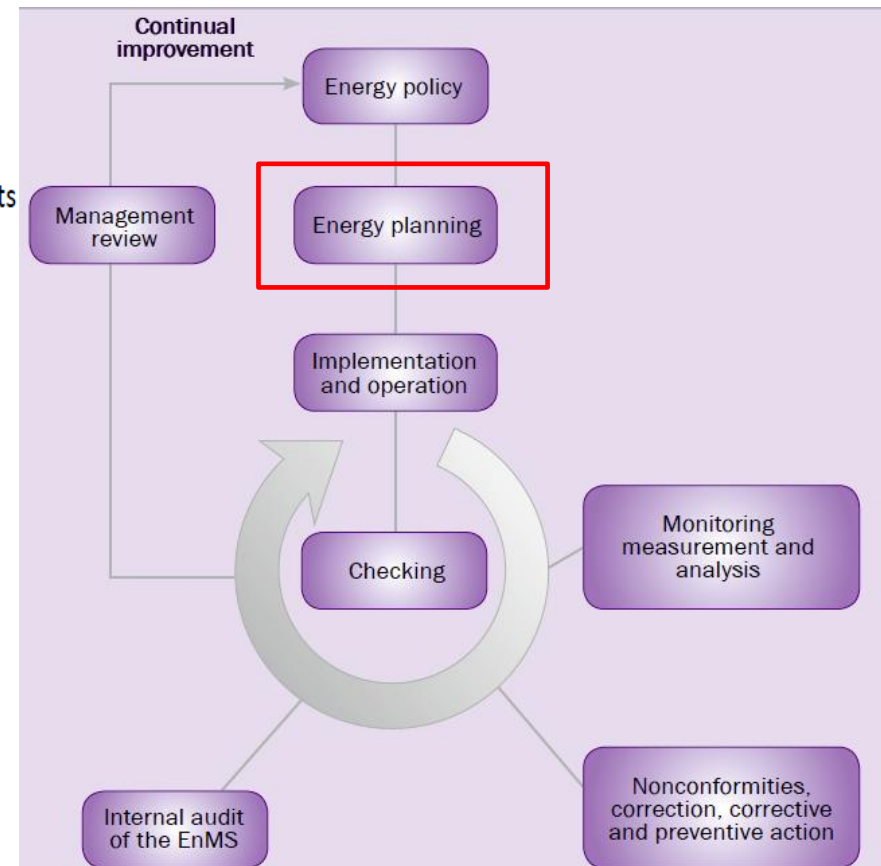 Continual
improvement
Energy policy
ts
Management
review
Energy planning
Implementation
and operation
Checking
Monitoring
measurement and
analysis
Internal audit
of the EnMS
Nonconformities,
correction, corrective
and preventive action